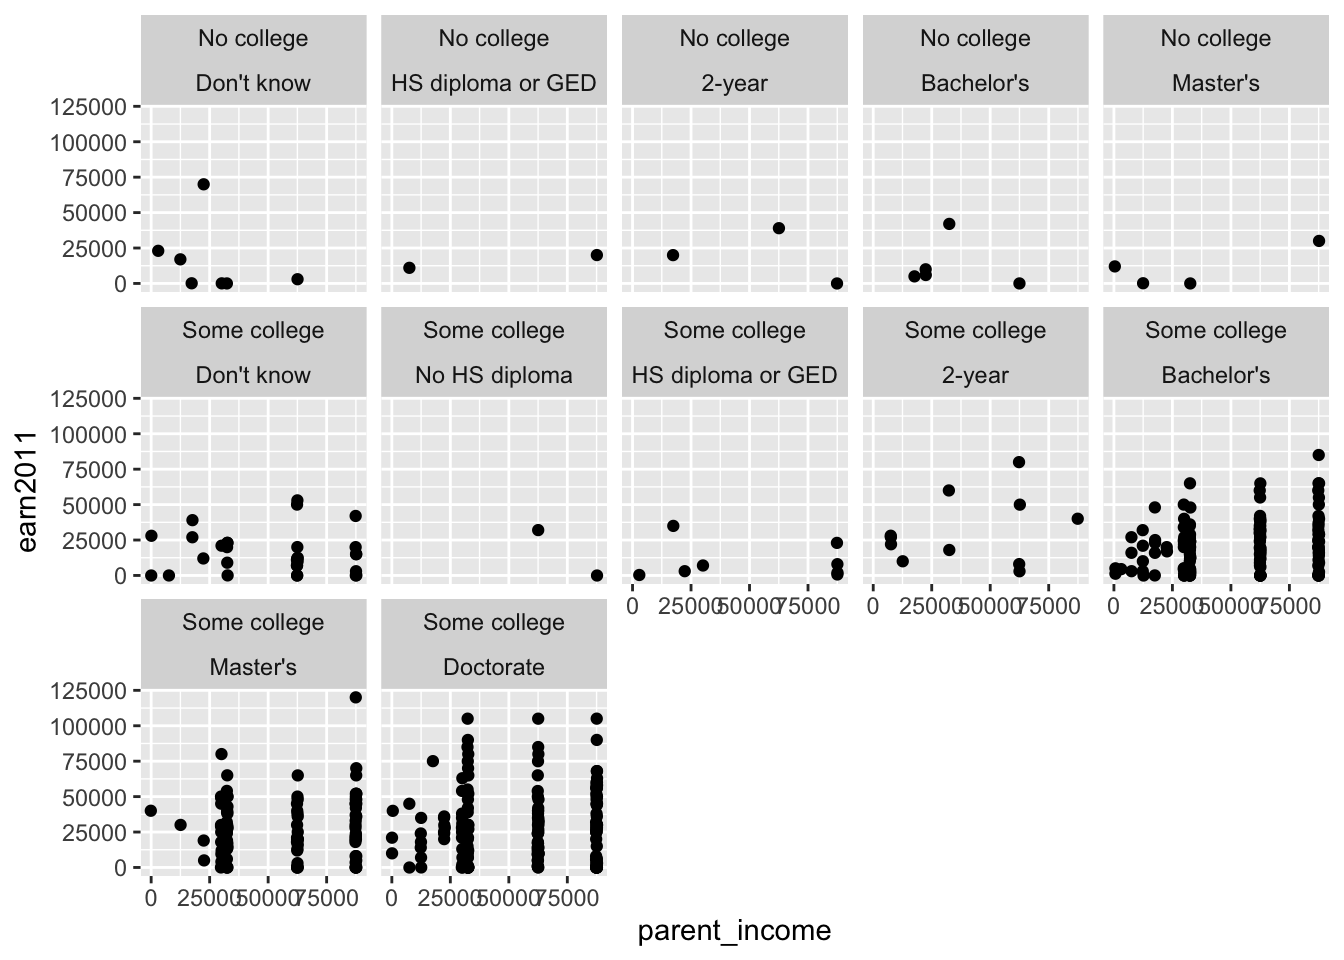 No college No college No college No college No college
Don't know HS diploma or GED 2-year Bachelor's Master's
125000
100000
75000
50000
25000
0
Some college Some college Some college Some college Some college
Don't know No HS diploma HS diploma or GED 2-year Bachelor's
125000
100000
75000
50000
25000
0
0 25000 50000 75000 0 25000 50000 75000 0 25000 50000 75000
earn2011
Some college Some college
Master's Doctorate
125000
100000
75000
50000
25000
0
0 25000 50000 75000 0 25000 50000 75000
parent_income